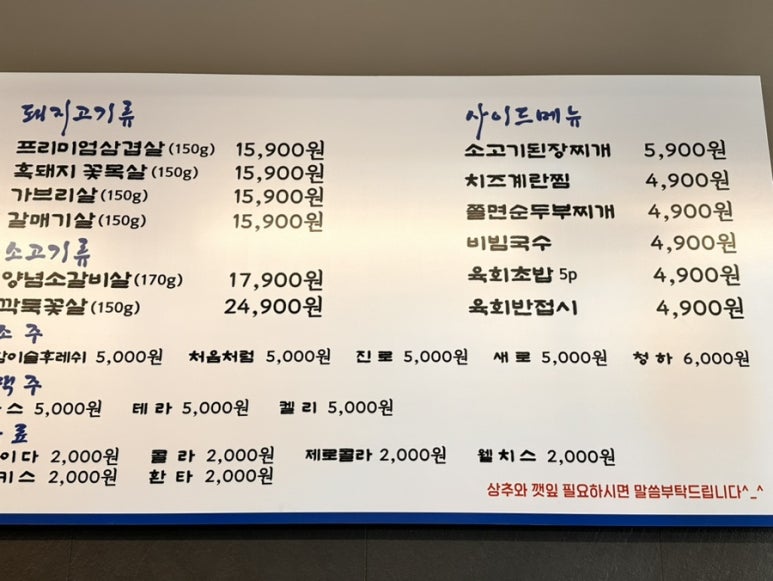 돼지고기류
프리미엄삼겹살(150g) 15,900원
흑돼지 꽃목살(150g) 15,900원
가브리살(150g) 15,900원
갈매기살(150g) 15,900원
소고기류
양념소갈비살(170g) 17,900원
깍둑꽃살(150g) 24,900원
사이드메뉴
소고기된장찌개 5,900원
치즈계란찜 4,900원
쫄면순두부찌개 4,900원
비빔국수 4,900원
육회초밥 5p 4,900원
육회반접시 4,900원
소주
참이슬후레쉬 5,000원 처음처럼 5,000원 진로 5,000원 새로 5,000원 청하 6,000원
맥주
스 5,000원 테라 5,000원 켈리 5,000원
료
이다 2,000원 콜라 2,000원 제로콜라 2,000원 웰치스 2,000원
키스 2,000원 환타 2,000원
상추와 깻잎 필요하시면 말씀부탁드립니다^_^